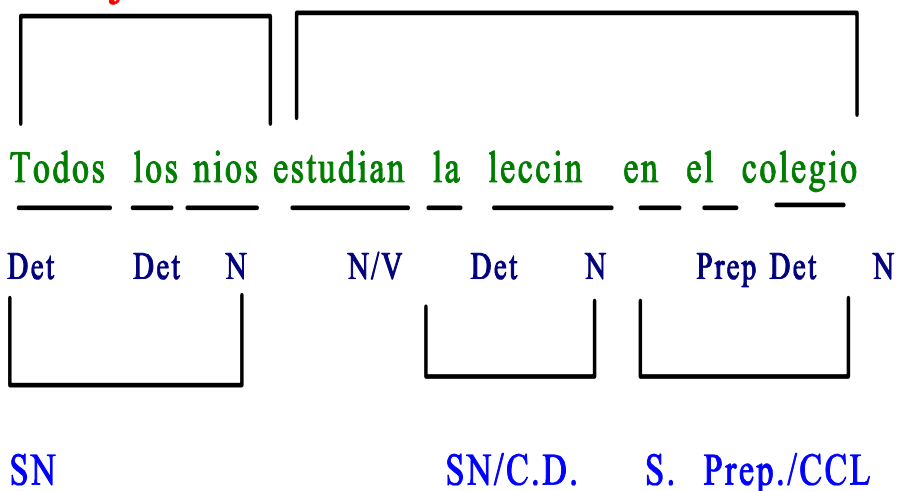 Todos los nios estudian la leccin en el colegio
Det Det N N/V Det N Prep Det N
SN SN/C.D. S. Prep./CCL